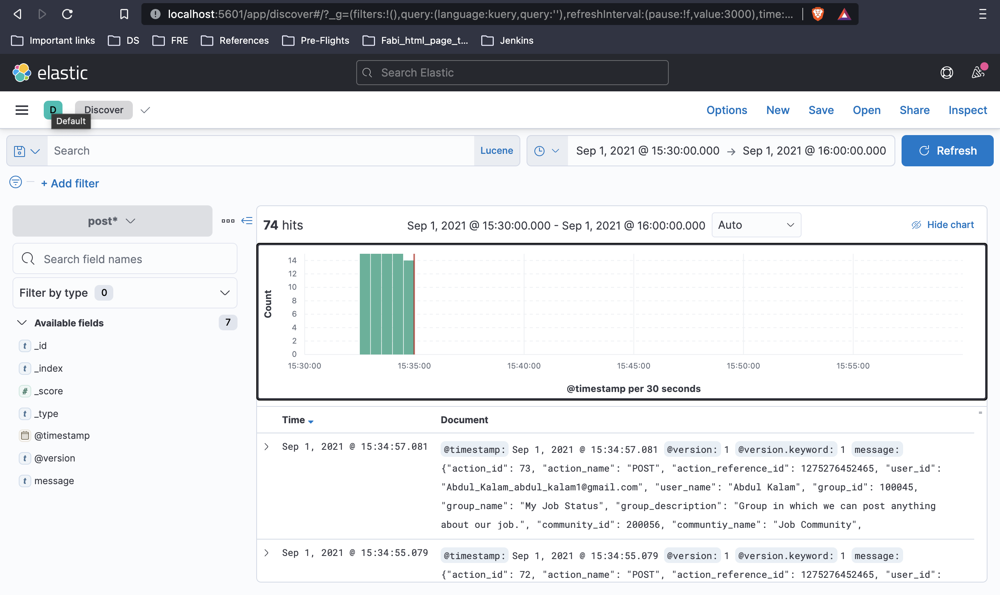 localhost:5601/app/discover#/?_g=(filters:!(),query:(language:kuery,query:''),refreshInterval:(pause:!f,value:3000),time:...
Important links DS FRE References Pre-Flights Fabi_html_page_t... Jenkins
elastic Search Elastic
D Discover Options New Save Open Share Inspect
Default
Search Lucene Sep 1, 2021 @ 15:30:00.000 → Sep 1, 2021 @ 16:00:00.000 Refresh
+ Add filter
post*
74 hits Sep 1, 2021 @ 15:30:00.000 - Sep 1, 2021 @ 16:00:00.000 Auto Hide chart
Search field names
Filter by type 0
Available fields 7
t _id
t _index
# _score
t _type
@timestamp
t @version
t message
Count
14
12
10
8
6
4
2
0
15:30:00 15:35:00 15:40:00 15:45:00 15:50:00 15:55:00
@timestamp per 30 seconds
Time Document
Sep 1, 2021 @ 15:34:57.081 @timestamp: Sep 1, 2021 @ 15:34:57.081 @version: 1 @version.keyword: 1 message:
{"action_id": 73, "action_name": "POST", "action_reference_id": 1275276452465, "user_id":
"Abdul_Kalam_abdul_kalam1@gmail.com", "user_name": "Abdul Kalam", "group_id": 100045,
"group_name": "My Job Status", "group_description": "Group in which we can post anything
about our job.", "community_id": 200056, "communtiy_name": "Job Community",
Sep 1, 2021 @ 15:34:55.079 @timestamp: Sep 1, 2021 @ 15:34:55.079 @version: 1 @version.keyword: 1 message:
{"action_id": 72, "action_name": "POST", "action_reference_id": 1275276452465, "user_id":